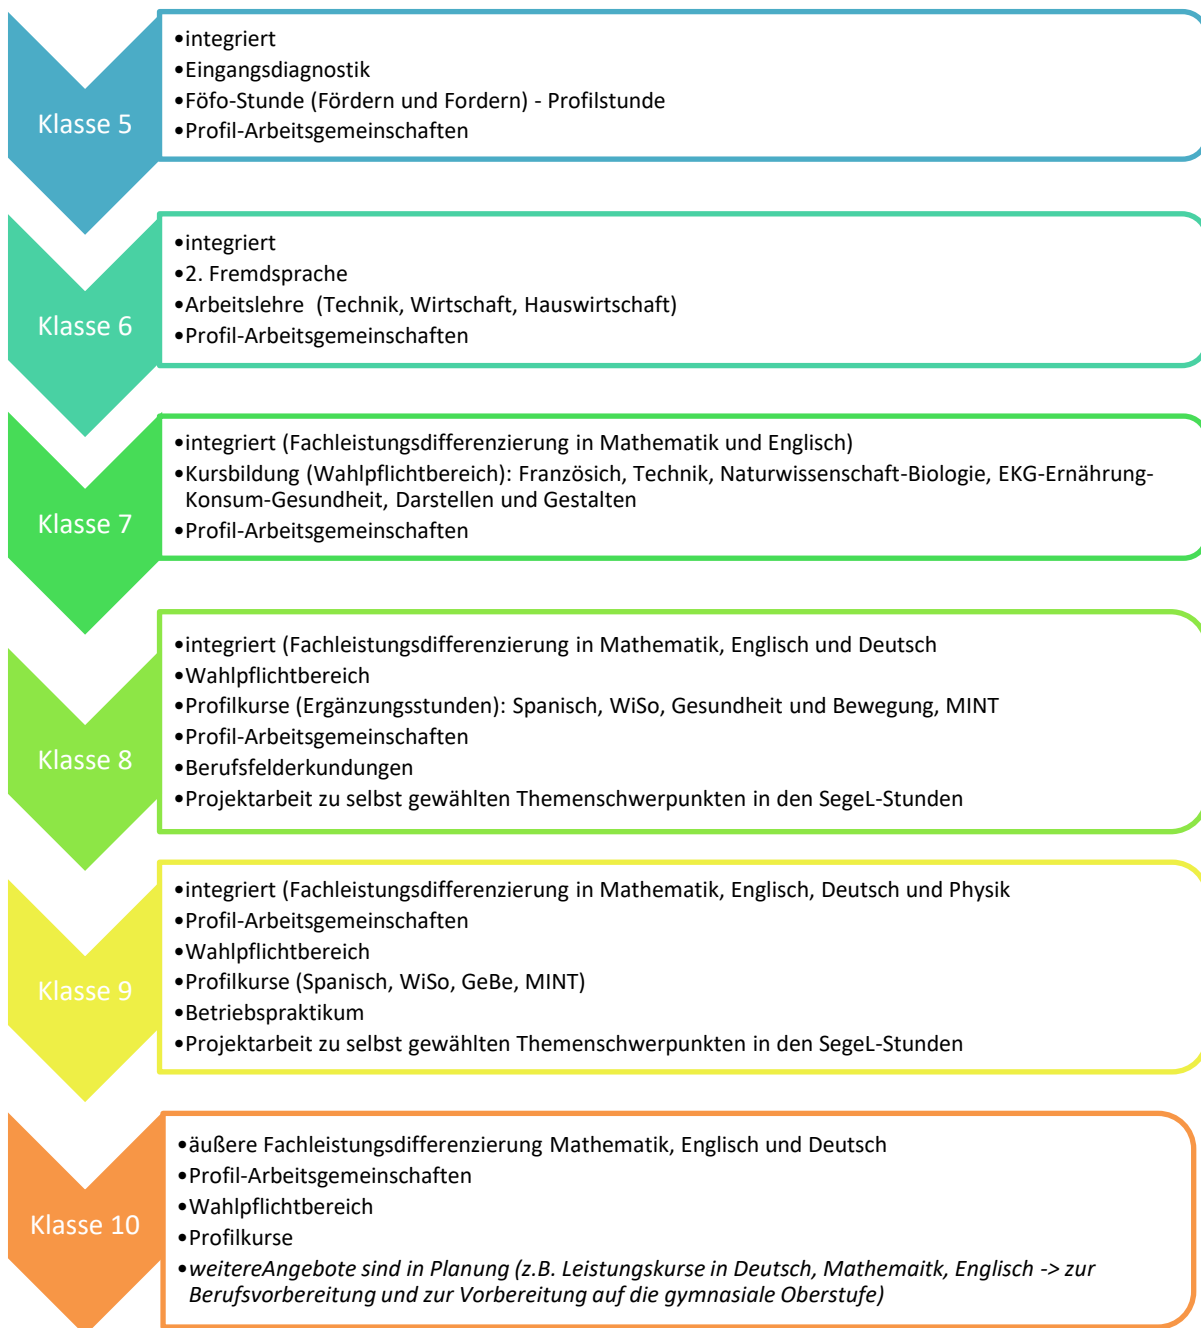 Klasse 5
•integriert
•Eingangsdiagnostik
•Föfo-Stunde (Fördern und Fordern) - Profilstunde
•Profil-Arbeitsgemeinschaften
Klasse 6
•integriert
•2. Fremdsprache
•Arbeitslehre  (Technik, Wirtschaft, Hauswirtschaft)
•Profil-Arbeitsgemeinschaften
Klasse 7
•integriert (Fachleistungsdifferenzierung in Mathematik und Englisch)
•Kursbildung (Wahlpflichtbereich): Französich, Technik, Naturwissenschaft-Biologie, EKG-Ernährung-
Konsum-Gesundheit, Darstellen und Gestalten
•Profil-Arbeitsgemeinschaften
Klasse 8
•integriert (Fachleistungsdifferenzierung in Mathematik, Englisch und Deutsch
•Wahlpflichtbereich
•Profilkurse (Ergänzungsstunden): Spanisch, WiSo, Gesundheit und Bewegung, MINT
•Profil-Arbeitsgemeinschaften
•Berufsfelderkundungen
•Projektarbeit zu selbst gewählten Themenschwerpunkten in den SegeL-Stunden
Klasse 9
•integriert (Fachleistungsdifferenzierung in Mathematik, Englisch, Deutsch und Physik
•Profil-Arbeitsgemeinschaften
•Wahlpflichtbereich
•Profilkurse (Spanisch, WiSo, GeBe, MINT)
•Betriebspraktikum
•Projektarbeit zu selbst gewählten Themenschwerpunkten in den SegeL-Stunden
Klasse 10
•äußere Fachleistungsdifferenzierung Mathematik, Englisch und Deutsch
•Profil-Arbeitsgemeinschaften
•Wahlpflichtbereich
•Profilkurse
•weitereAngebote sind in Planung (z.B. Leistungskurse in Deutsch, Mathemaitk, Englisch -> zur
Berufsvorbereitung und zur Vorbereitung auf die gymnasiale Oberstufe)